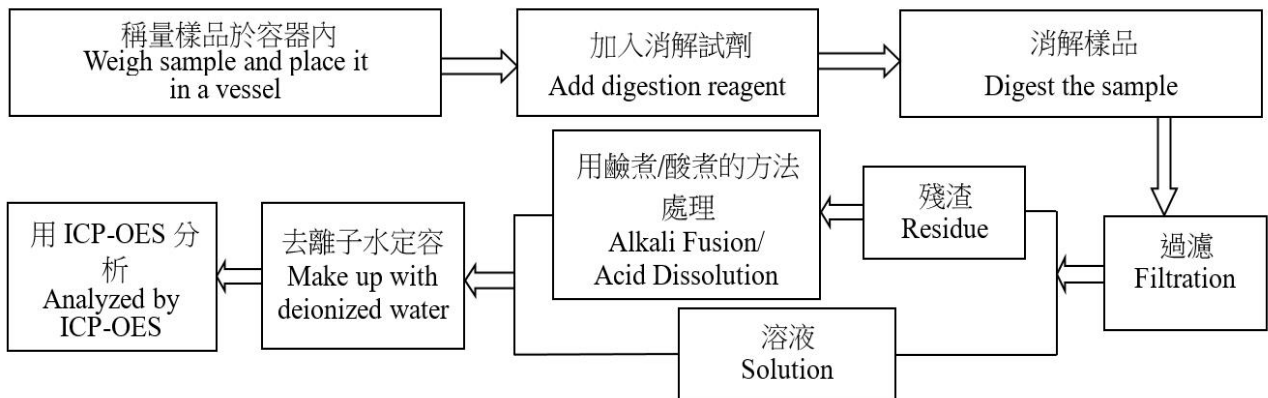 稱量樣品於容器內
Weigh sample and place it
in a vessel
加入消解試劑
Add digestion reagent
消解樣品
Digest the sample
過濾
Filtration
殘渣
Residue
用鹼煮/酸煮的方法
處理
Alkali Fusion/
Acid Dissolution
溶液
Solution
去離子水定容
Make up with
deionized water
用 ICP-OES 分
析
Analyzed by
ICP-OES